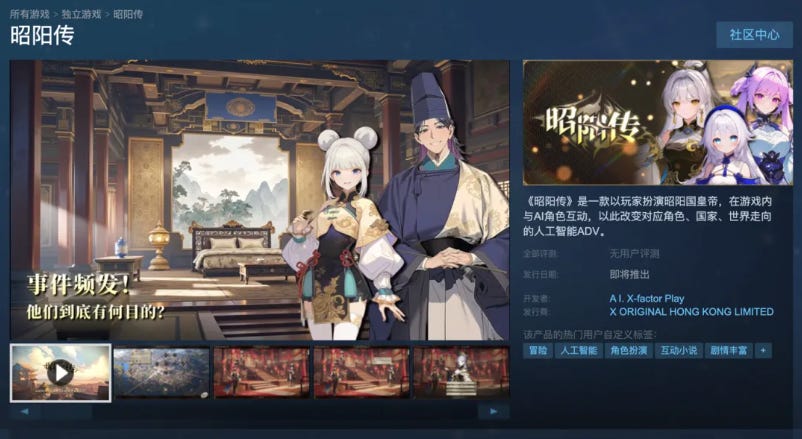 所有游戏 > 独立游戏 > 昭阳传
昭阳传
社区中心
事件频发!
他们到底有何目的?
昭阳传
《昭阳传》是一款以玩家扮演昭阳国皇帝,在游戏内
与AI角色互动,以此改变对应角色、国家、世界走向
的人工智能ADV。
全部评测: 无用户评测
发行日期: 即将推出
开发者: A I. X-factor Play
发行商: X ORIGINAL HONG KONG LIMITED
该产品的热门用户自定义标签:
冒险 人工智能 角色扮演 互动小说 剧情丰富 +